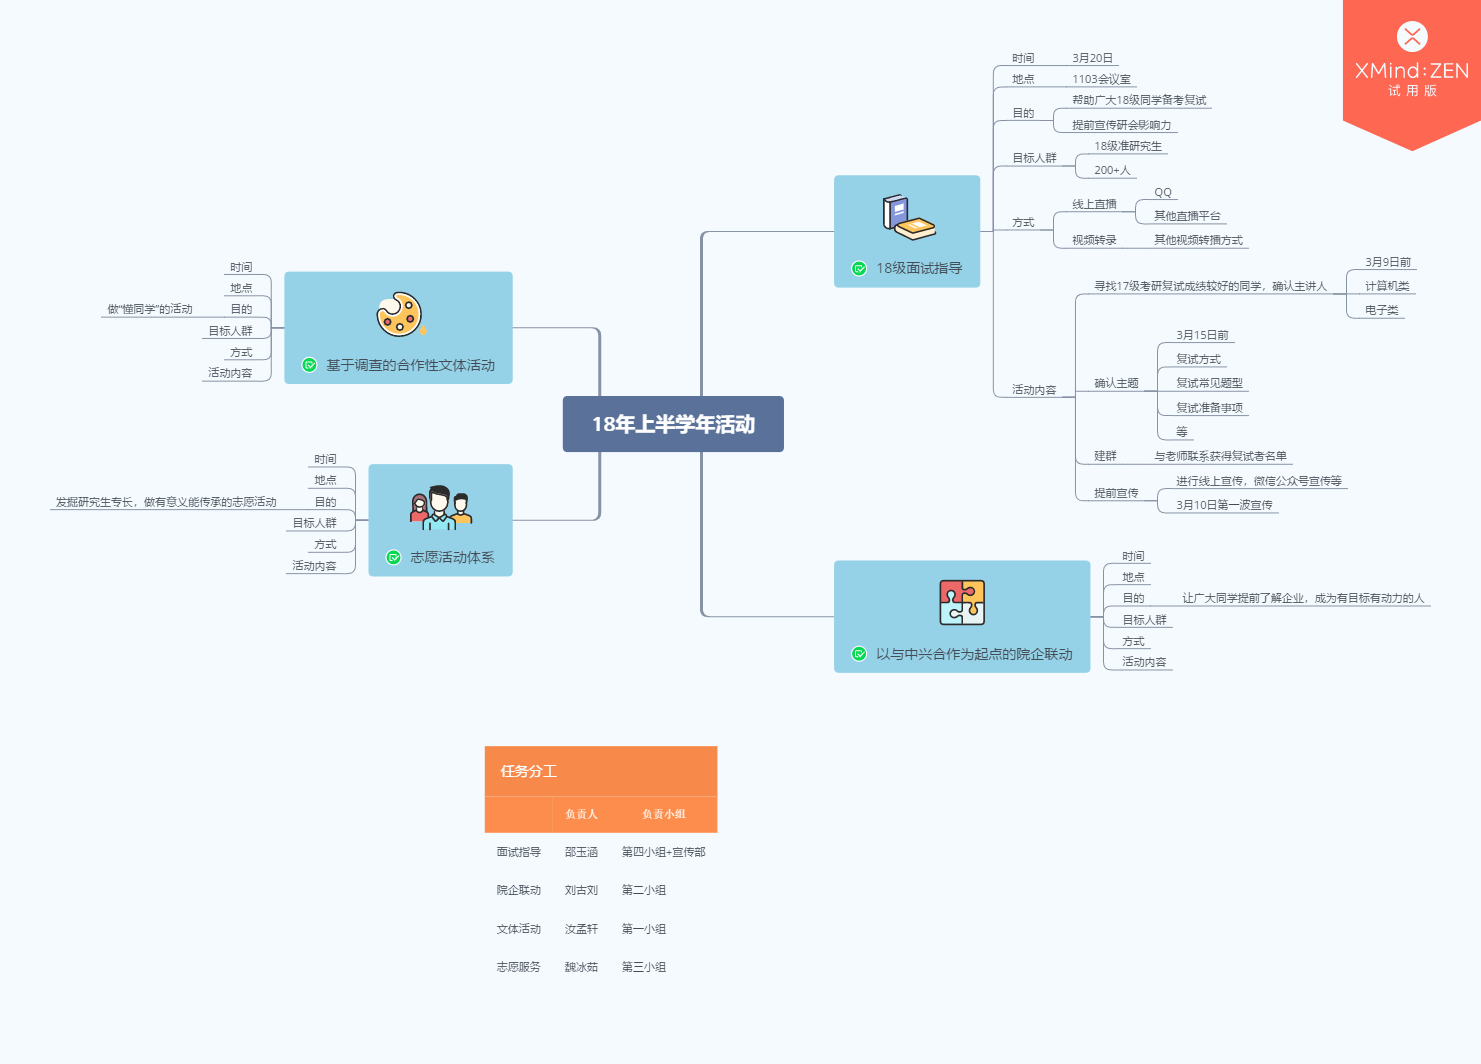 XMind:ZEN
试用版
18年上半学年活动
18级面试指导
时间
3月20日
地点
1103会议室
目的
帮助广大18级同学备考复试
提前宣传研会影响力
目标人群
18级准研究生
200+人
方式
线上直播
QQ
其他直播平台
视频转录
其他视频转播方式
活动内容
寻找17级考研复试成绩较好的同学，确认主讲人
3月9日前
计算机类
电子类
确认主题
3月15日前
复试方式
复试常见题型
复试准备事项
等
建群
与老师联系获得复试者名单
提前宣传
进行线上宣传，微信公众号宣传等
3月10日第一波宣传
以与中兴合作为起点的院企联动
时间
地点
目的
让广大同学提前了解企业，成为有目标有动力的人
目标人群
方式
活动内容
基于调查的合作性文体活动
时间
地点
目的
做“懂同学”的活动
目标人群
方式
活动内容
志愿活动体系
时间
地点
目的
发掘研究生专长，做有意义能传承的志愿活动
目标人群
方式
活动内容
任务分工
负责人 负责小组
面试指导 邵玉涵 第四小组+宣传部
院企联动 刘古刘 第二小组
文体活动 汝孟轩 第一小组
志愿服务 魏冰茹 第三小组